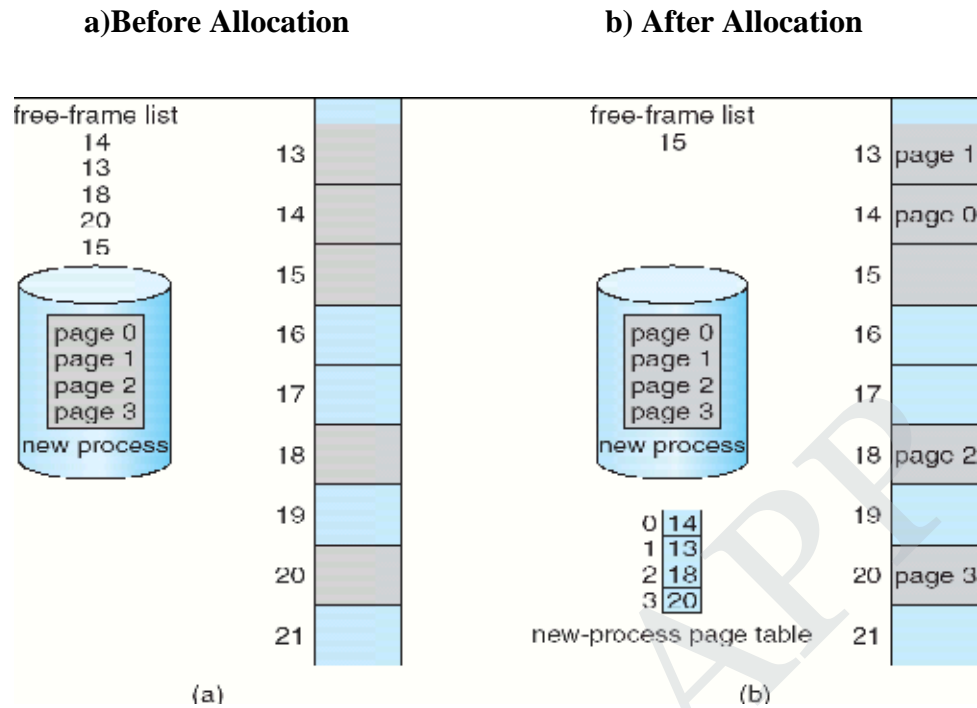 a)Before Allocation
b) After Allocation
free-frame list
14
13
18
20
15
page 0
page 1
page 2
page 3
new process
13
14
15
16
17
18
19
20
21
(a)
free-frame list
15
page 0
page 1
page 2
page 3
new process
0 14
1 13
2 18
3 20
new-process page table
13 page 1
14 page 0
15
16
17
18 page 2
19
20 page 3
21
(b)
APP